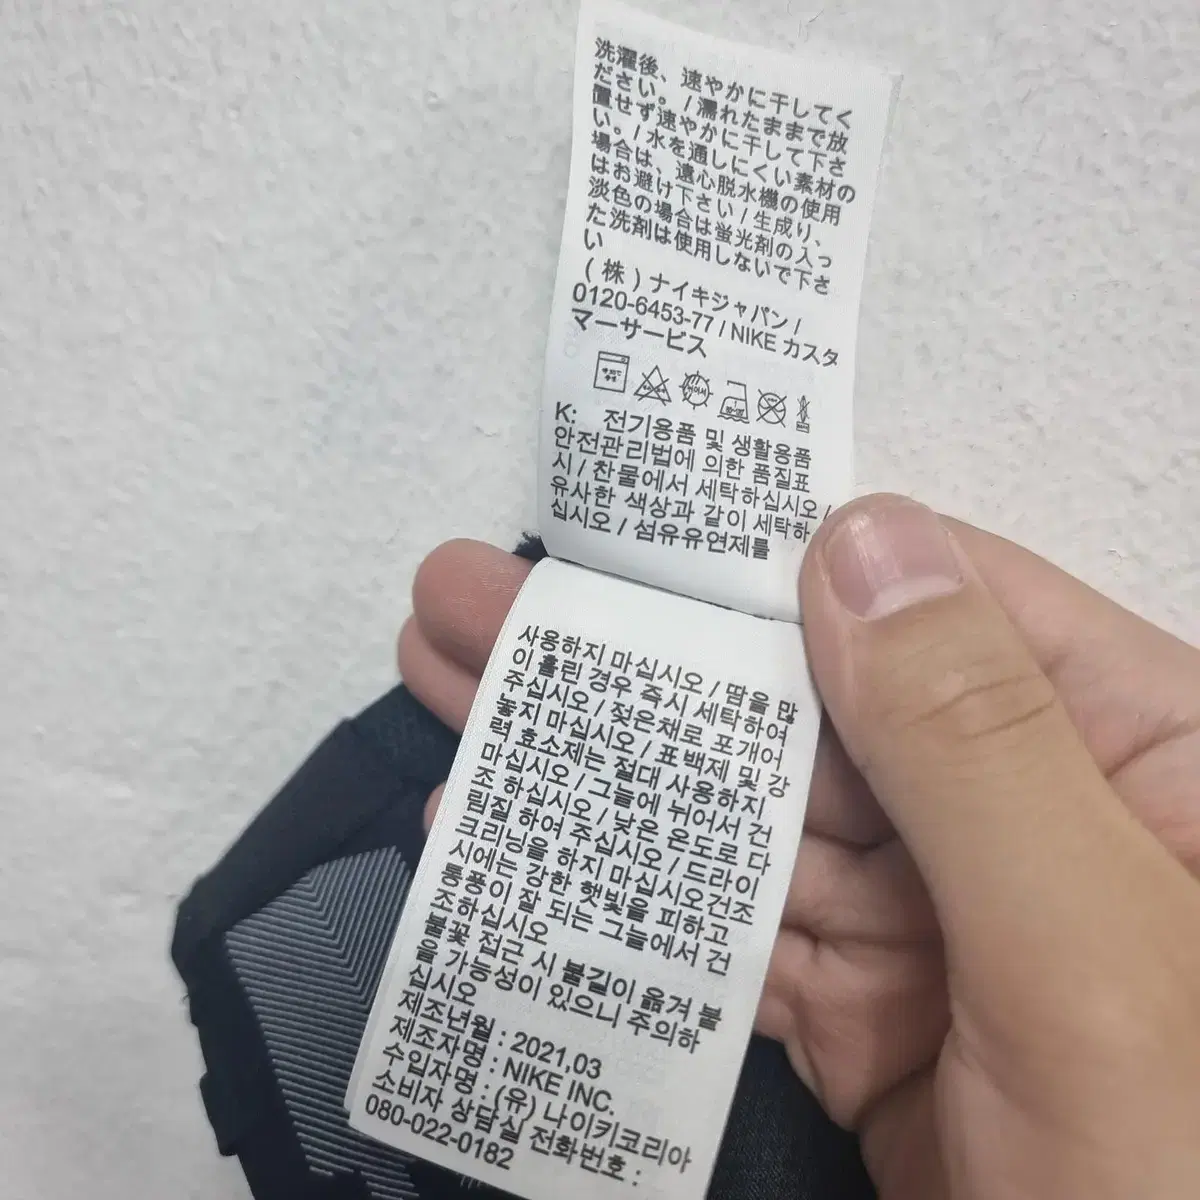 洗濯後、速やかに干してく
ださい。/ 濡れたままで放
置せず速やかに干して下さ
い。/ 水を通しにくい素材の
場合は、遠心脱水機の使用
はお避け下さい / 生成り、
淡色の場合は蛍光剤の入っ
た洗剤は使用しないで下さ
い
(株) ナイキジャパン /
0120-6453-77 / NIKE カスタ
マーサービス
K: 전기용품 및 생활용품
안전관리법에 의한 품질표
시 / 찬물에서 세탁하십시오 /
유사한 색상과 같이 세탁하
십시오 / 섬유유연제를
사용하지 마십시오 / 땀을 많
이 흘린 경우 즉시 세탁하여
주십시오 / 젖은채로 포개어
놓지 마십시오 / 표백제 및 강
력 효소제는 절대 사용하지
마십시오 / 그늘에 뉘어서 건
조 하십시오 / 낮은 온도로 다
림질 하여 주십시오 / 드라이
크리닝을 하지 마십시오건조
시에는 강한 햇빛을 피하고
통풍이 잘 되는 그늘에서 건
조하십시오
불꽃 접근 시 불길이 옮겨 붙
을 가능성이 있으니 주의하
십시오
제조년월 : 2021,03
제조자명 : NIKE INC.
수입자명 : (유) 나이키코리아
소비자 상담실 전화번호 :
080-022-0182